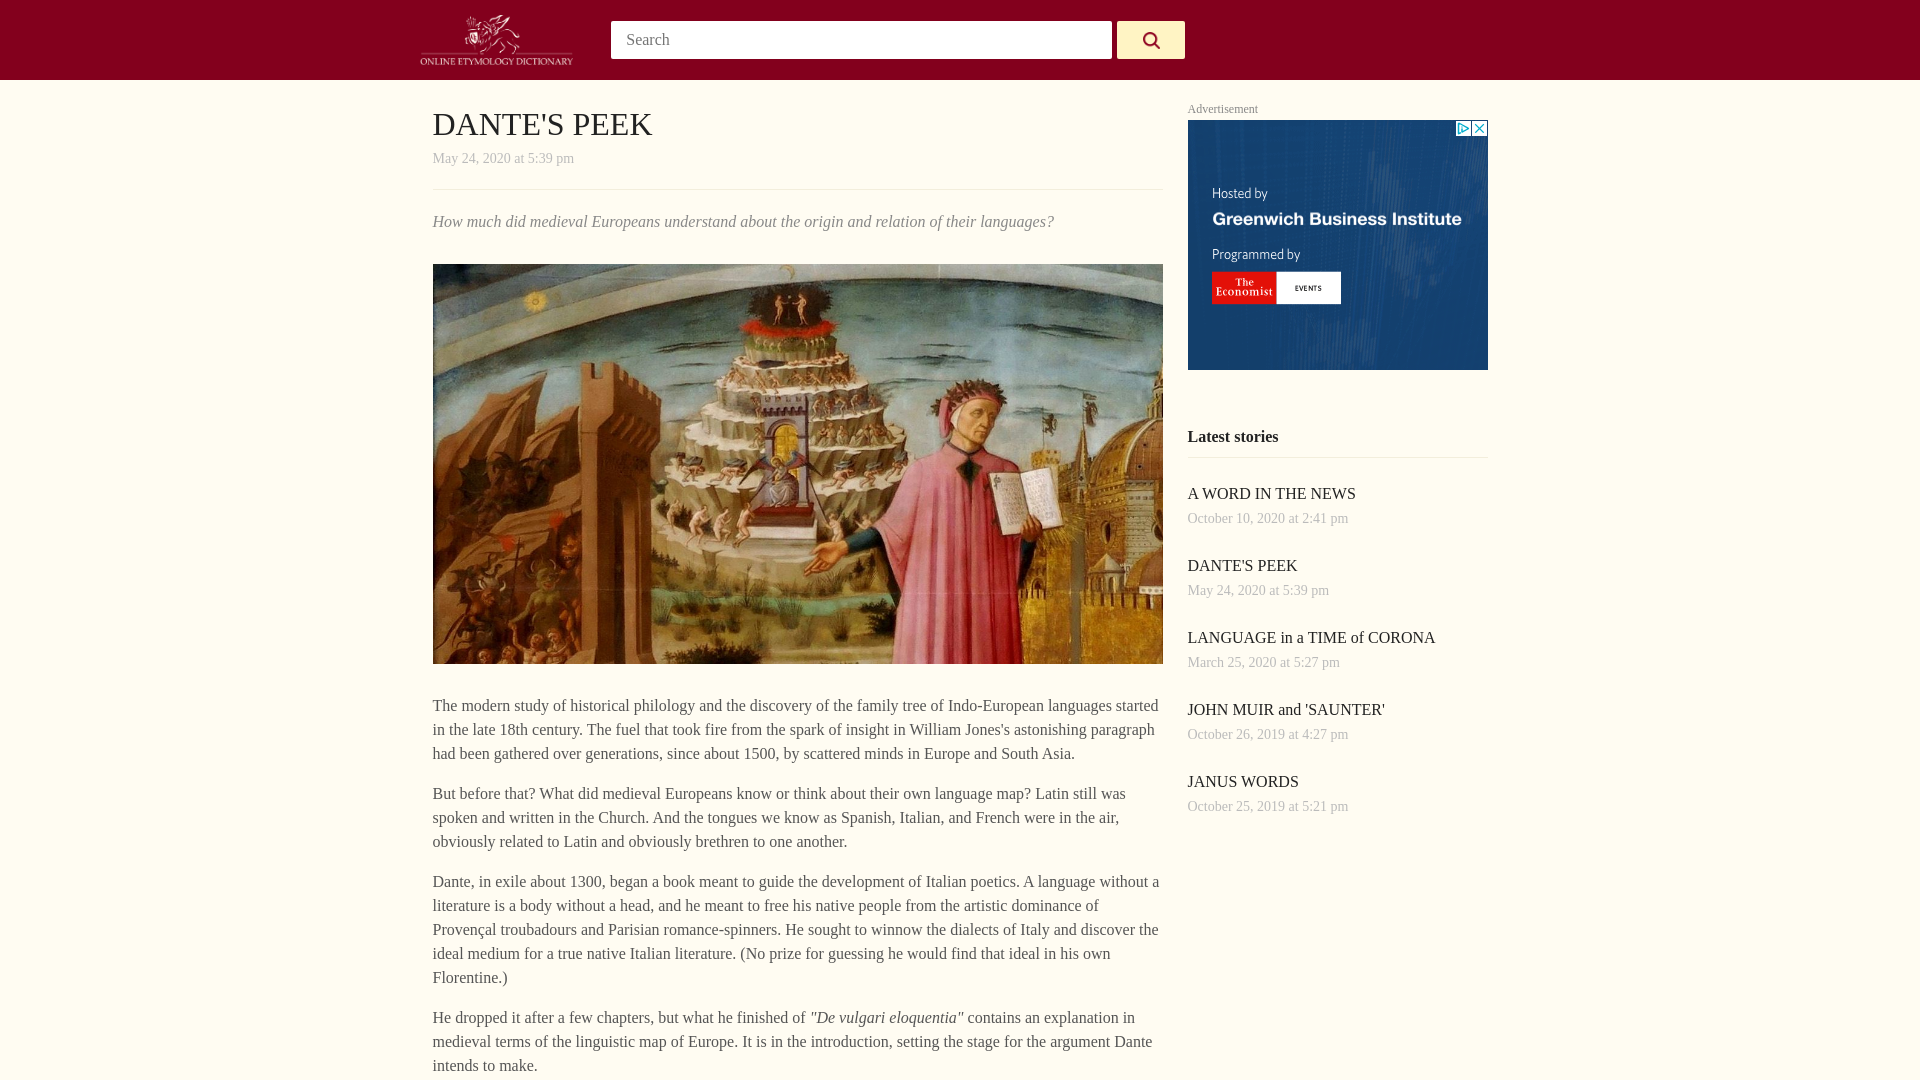 ONLINE ETYMOLOGY DICTIONARY
Search
DANTE'S PEEK
May 24, 2020 at 5:39 pm
How much did medieval Europeans understand about the origin and relation of their languages?
The modern study of historical philology and the discovery of the family tree of Indo-European languages started
in the late 18th century. The fuel that took fire from the spark of insight in William Jones's astonishing paragraph
had been gathered over generations, since about 1500, by scattered minds in Europe and South Asia.
But before that? What did medieval Europeans know or think about their own language map? Latin still was
spoken and written in the Church. And the tongues we know as Spanish, Italian, and French were in the air,
obviously related to Latin and obviously brethren to one another.
Dante, in exile about 1300, began a book meant to guide the development of Italian poetics. A language without a
literature is a body without a head, and he meant to free his native people from the artistic dominance of
Provençal troubadours and Parisian romance-spinners. He sought to winnow the dialects of Italy and discover the
ideal medium for a true native Italian literature. (No prize for guessing he would find that ideal in his own
Florentine.)
He dropped it after a few chapters, but what he finished of "De vulgari eloquentia" contains an explanation in
medieval terms of the linguistic map of Europe. It is in the introduction, setting the stage for the argument Dante
intends to make.
Advertisement
Hosted by
Greenwich Business Institute
Programmed by
The
Economist
EVENTS
Latest stories
A WORD IN THE NEWS
October 10, 2020 at 2:41 pm
DANTE'S PEEK
May 24, 2020 at 5:39 pm
LANGUAGE in a TIME of CORONA
March 25, 2020 at 5:27 pm
JOHN MUIR and 'SAUNTER'
October 26, 2019 at 4:27 pm
JANUS WORDS
October 25, 2019 at 5:21 pm